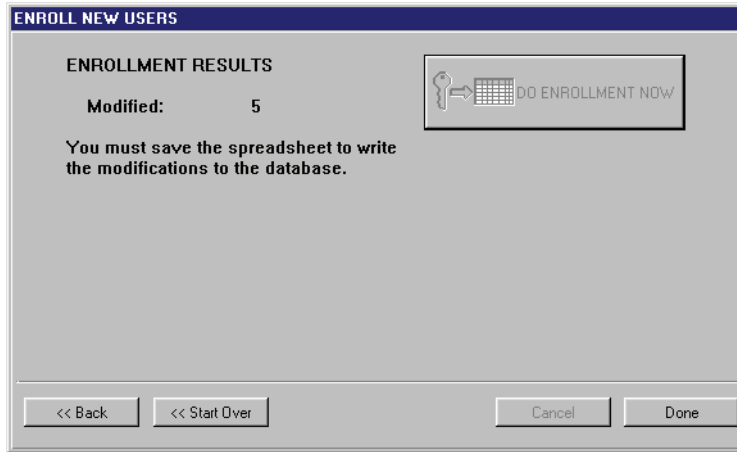 ENROLL NEW USERS
ENROLLMENT RESULTS
DO ENROLLMENT NOW
Modified: 5
You must save the spreadsheet to write
the modifications to the database.
<< Back
<< Start Over
Cancel
Done